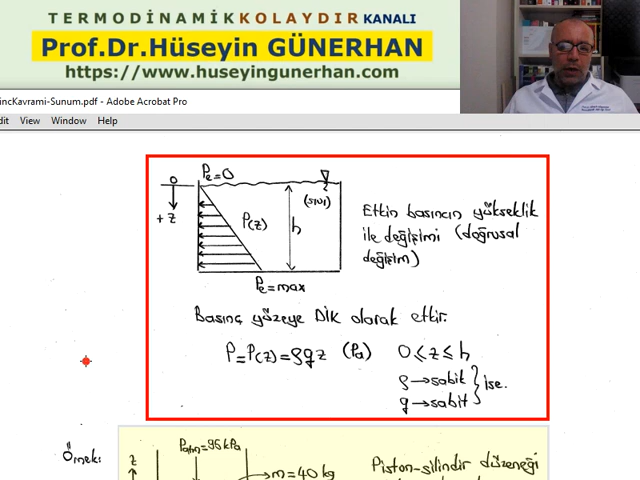 TERMODİNAMİKKOLAYDIR KANALI
Prof.Dr.Hüseyin GÜNERHAN
https://www.huseyingunerhan.com
incKavrami-Sunum.pdf - Adobe Acrobat Pro
dit View Window Help
Pe=0
0
+ z
P(z)
h
(sıvı)
Pe=max
Etkin basıncın yükseklik
ile değişimi (doğrusal
değişim)
Basınç yüzeye DİK olarak etkir.
P=P(z)=ρgz (Pa) 0≤z≤h
ρ→sabit
g→sabit
ise.
Örnek:
Patm=95kPa
z
m=40 kg
Piston-silindir düzeneği